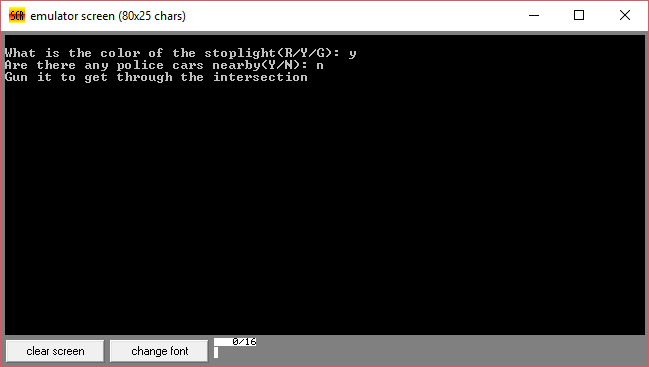 SCR emulator screen (80x25 chars)
What is the color of the stoplight(R/Y/G): y
Are there any police cars nearby(Y/N): n
Gun it to get through the intersection
clear screen change font 0/16